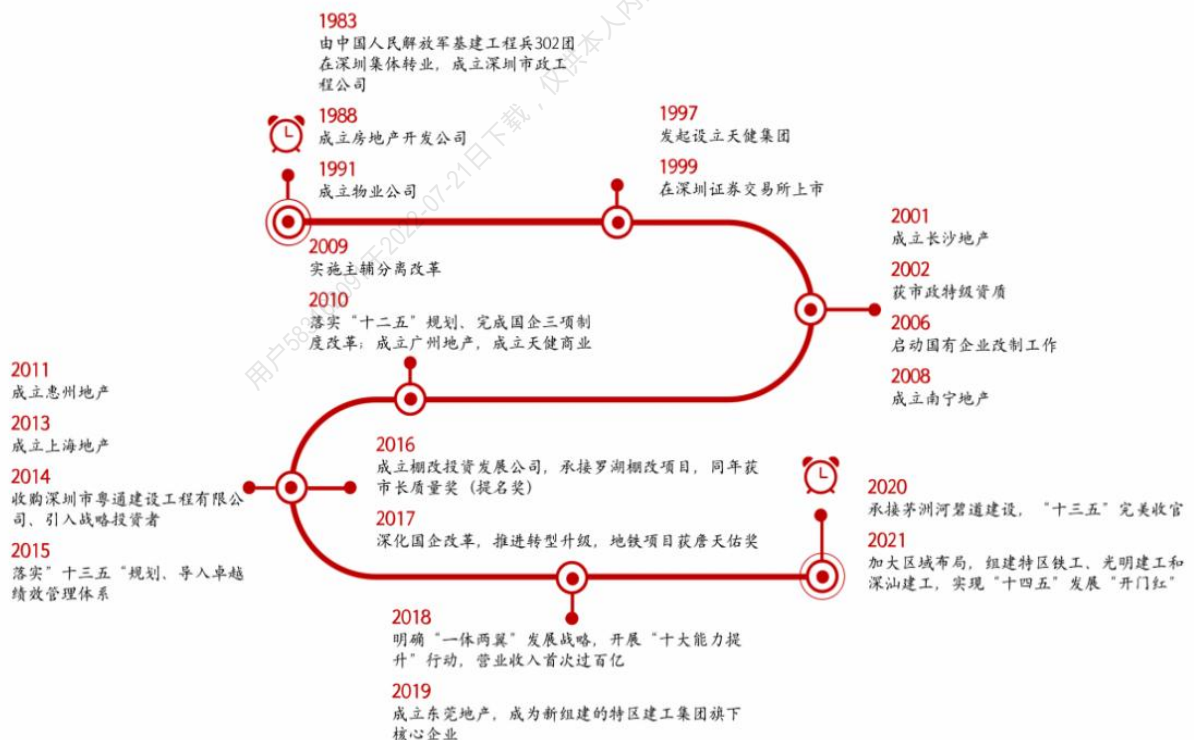 1983
由中国人民解放军基建工程兵302团
在深圳集体转业，成立深圳市政工
程公司
1988
成立房地产开发公司
1991
成立物业公司
1997
发起设立天健集团
1999
在深圳证券交易所上市
2001
成立长沙地产
2002
获市政特级资质
2006
启动国有企业改制工作
2008
成立南宁地产
2009
实施主辅分离改革
2010
落实“十二五”规划、完成国企三项制
度改革；成立广州地产，成立天健商业
2011
成立惠州地产
2013
成立上海地产
2014
收购深圳市粤通建设工程有限公
司、引入战略投资者
2015
落实”十三五“规划、导入卓越
绩效管理体系
2016
成立棚改投资发展公司，承接罗湖棚改项目，同年获
市长质量奖（提名奖）
2017
深化国企改革，推进转型升级，地铁项目获詹天佑奖
2018
明确“一体两翼”发展战略，开展“十大能力提
升”行动，营业收入首次过百亿
2019
成立东莞地产，成为新组建的特区建工集团旗下
核心企业
2020
承接茅洲河碧道建设，“十三五”完美收官
2021
加大区域布局，组建特区铁工、光明建工和
深汕建工，实现“十四五”发展“开门红”